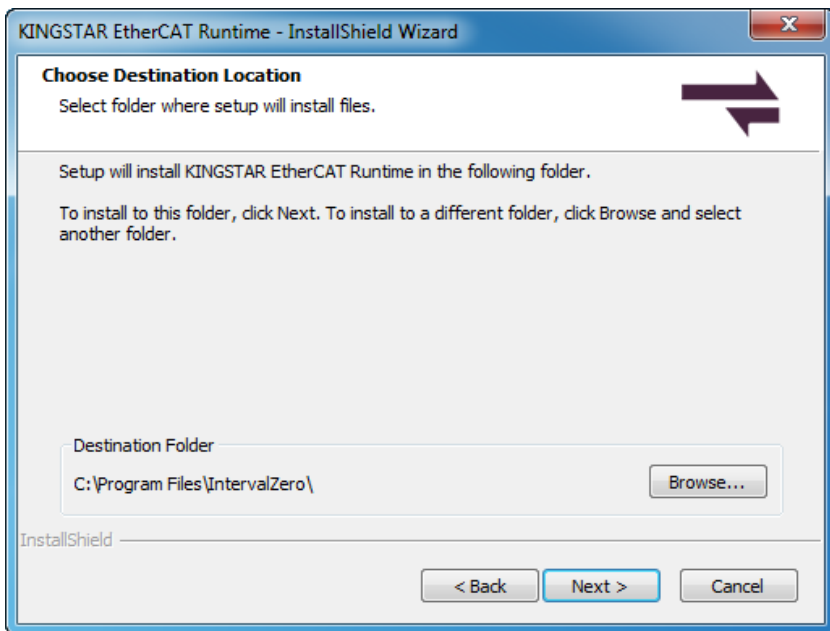 KINGSTAR EtherCAT Runtime - InstallShield Wizard
Choose Destination Location
Select folder where setup will install files.
Setup will install KINGSTAR EtherCAT Runtime in the following folder.
To install to this folder, click Next. To install to a different folder, click Browse and select
another folder.
Destination Folder
C:\Program Files\IntervalZero\
Browse...
InstallShield
< Back
Next >
Cancel